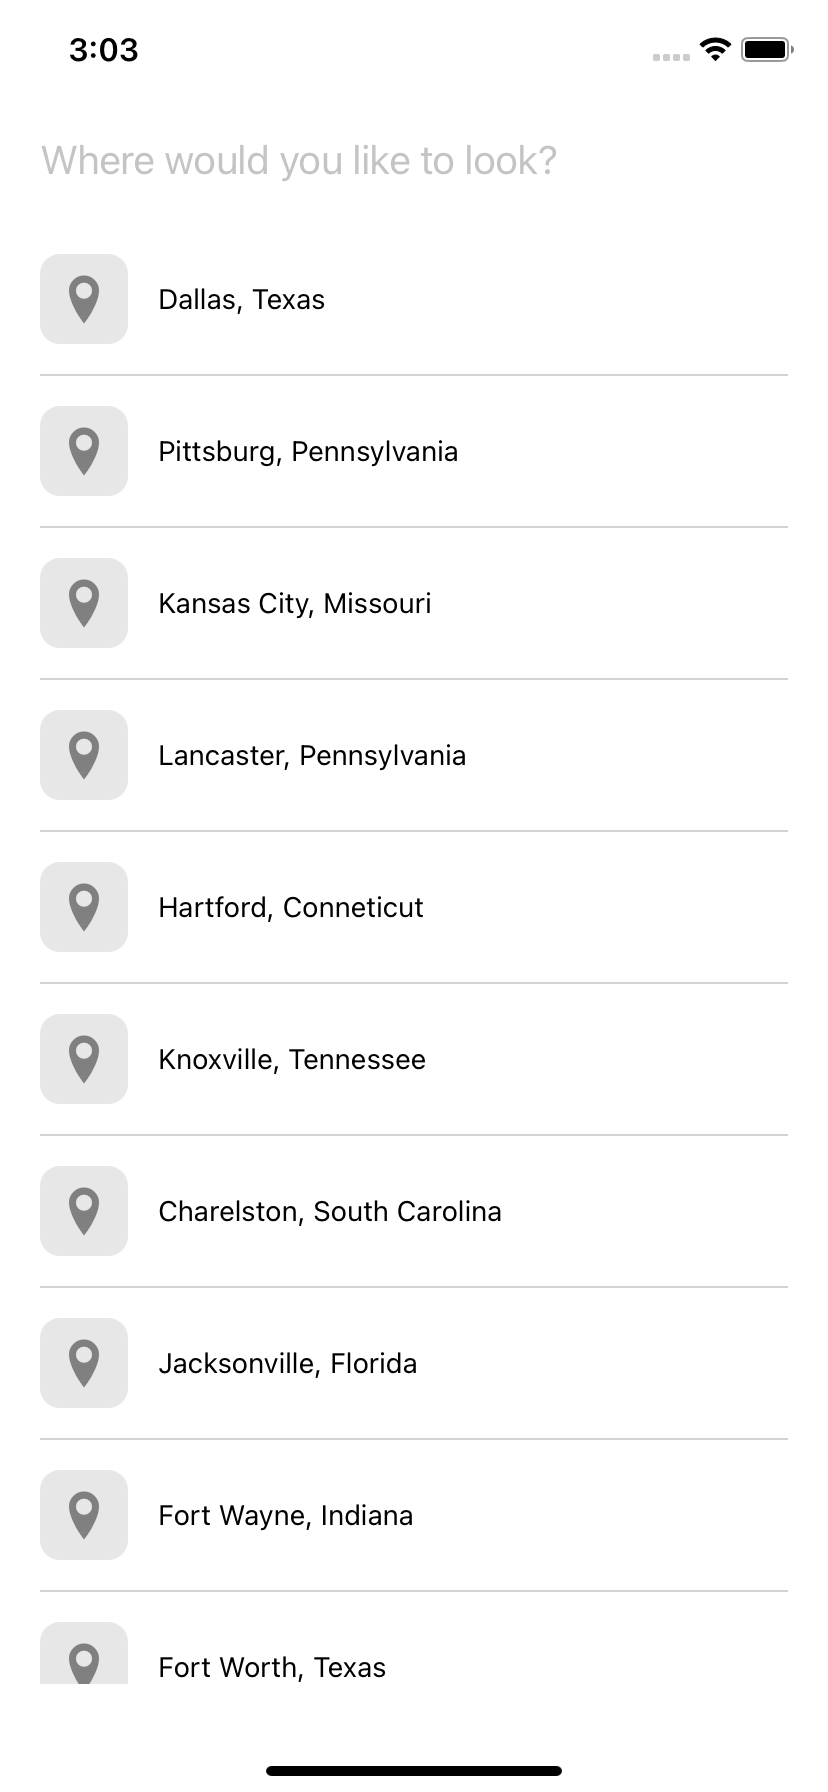 3:03
Where would you like to look?
Dallas, Texas
Pittsburg, Pennsylvania
Kansas City, Missouri
Lancaster, Pennsylvania
Hartford, Conneticut
Knoxville, Tennessee
Charelston, South Carolina
Jacksonville, Florida
Fort Wayne, Indiana
Fort Worth, Texas